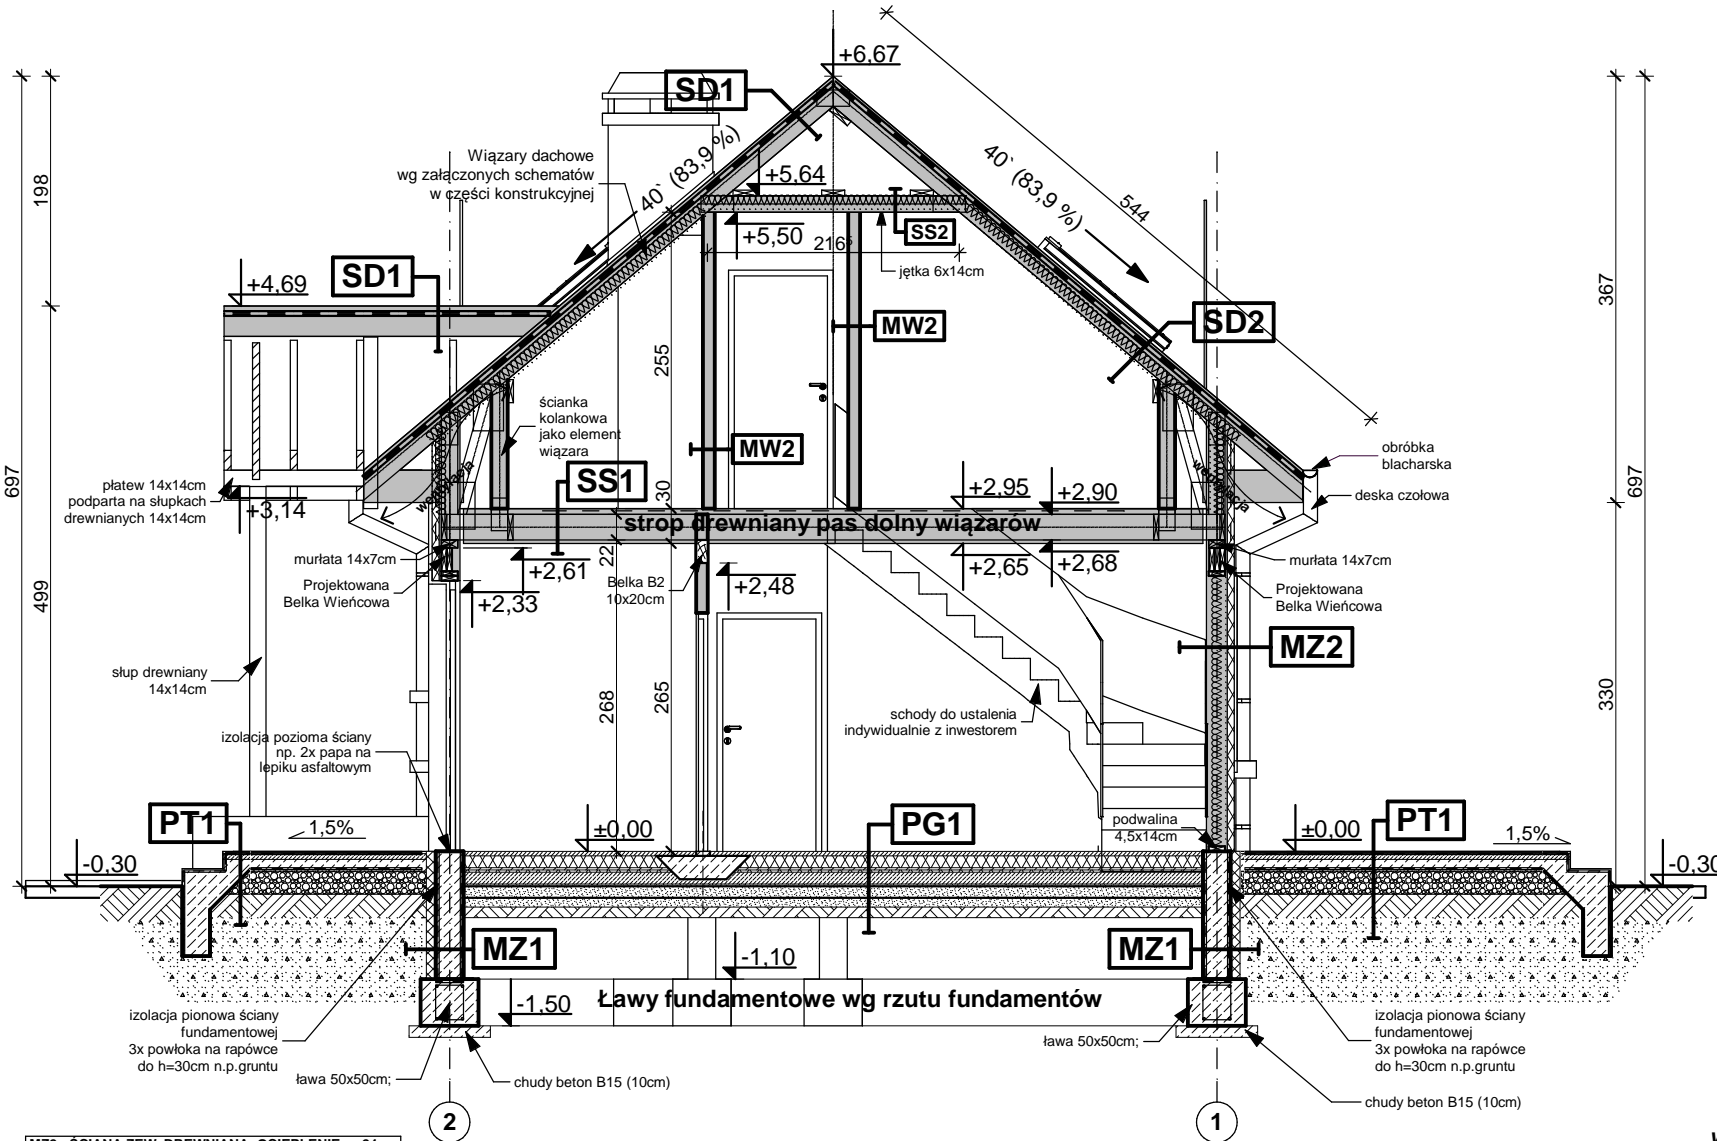 +6,67
SD1
Wiązary dachowe
wg załączonych schematów
w części konstrukcyjnej
40` (83,9 %)
40` (83,9 %)
544
+5,64
+5,50
SS2
216⁵
jętka 6x14cm
198
697
499
367
697
330
SD1
+4,69
MW2
SD2
255
ścianka
kolankowa
jako element
wiązara
MW2
SS1
obróbka
blacharska
deska czołowa
wentylacja
wentylacja
płatew 14x14cm
podparta na słupkach
drewnianych 14x14cm
+3,14
30
+2,95
+2,90
strop drewniany pas dolny wiązarów
22
+2,61
+2,65
+2,68
murłata 14x7cm
Projektowana
Belka Wieńcowa
+2,33
Belka B2
10x20cm
+2,48
murłata 14x7cm
Projektowana
Belka Wieńcowa
MZ2
słup drewniany
14x14cm
268
265
schody do ustalenia
indywidualnie z inwestorem
izolacja pozioma ściany
np. 2x papa na
lepiku asfaltowym
PT1
1,5%
±0,00
PG1
podwalina
4,5x14cm
±0,00
PT1
1,5%
-0,30
-0,30
MZ1
MZ1
-1,10
-1,50
Ławy fundamentowe wg rzutu fundamentów
izolacja pionowa ściany
fundamentowej
3x powłoka na rapówce
do h=30cm n.p.gruntu
ława 50x50cm;
chudy beton B15 (10cm)
ława 50x50cm;
izolacja pionowa ściany
fundamentowej
3x powłoka na rapówce
do h=30cm n.p.gruntu
chudy beton B15 (10cm)
2
1